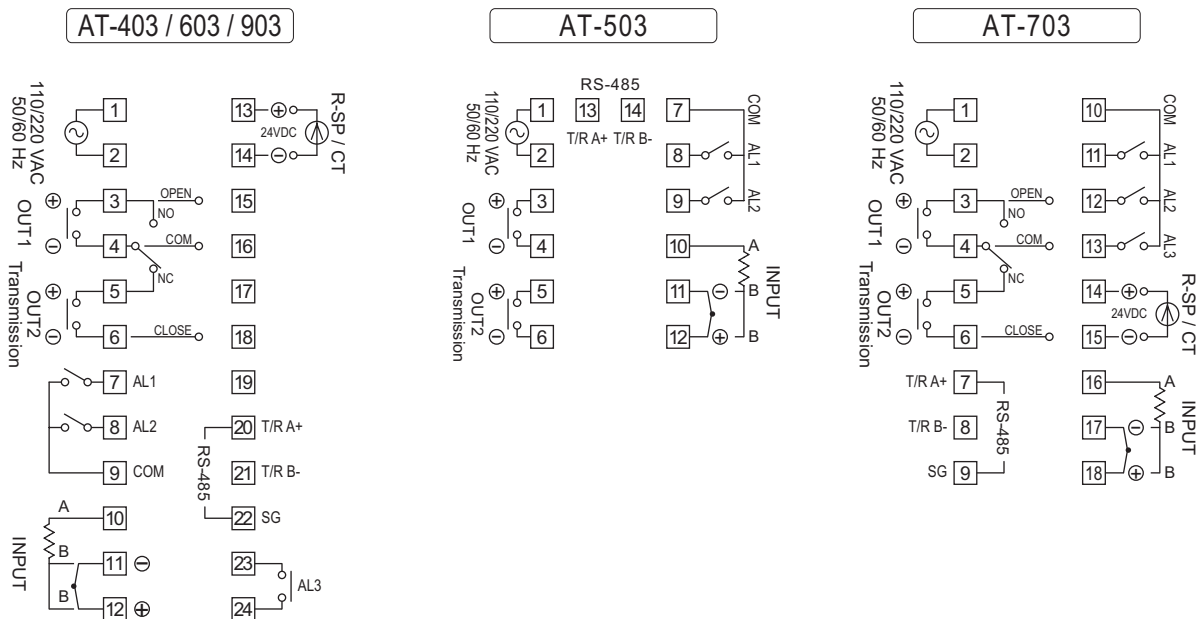 AT-403 / 603 / 903
110/220 VAC
50/60 Hz
1
2
OUT1
3
OPEN
NO
4
COM
NC
OUT2
Transmission
5
6
CLOSE
7 AL1
8 AL2
9 COM
INPUT
A
10
B
11
B
12
13
24VDC
14
R-SP / CT
15
16
17
18
19
20 T/R A+
RS-485
21 T/R B-
22 SG
23
AL3
24
AT-503
110/220 VAC
50/60 Hz
1
2
RS-485
13 14
T/R A+ T/R B-
OUT1
3
4
OUT2
Transmission
5
6
7
COM
8
AL1
9
AL2
10
A
INPUT
11
B
12
B
AT-703
110/220 VAC
50/60 Hz
1
2
OUT1
3
OPEN
NO
4
COM
NC
OUT2
Transmission
5
6
CLOSE
T/R A+ 7
RS-485
T/R B- 8
SG 9
10
COM
11
AL1
12
AL2
13
AL3
14
24VDC
15
R-SP / CT
16
A
INPUT
17
B
18
B